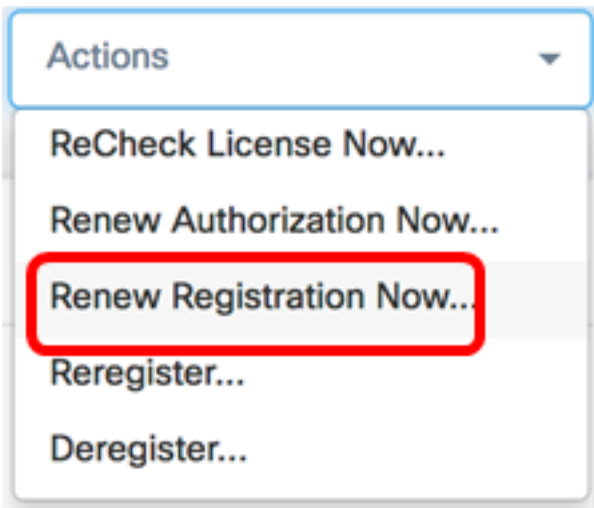 Actions
ReCheck License Now...
Renew Authorization Now...
Renew Registration Now...
Reregister...
Deregister...